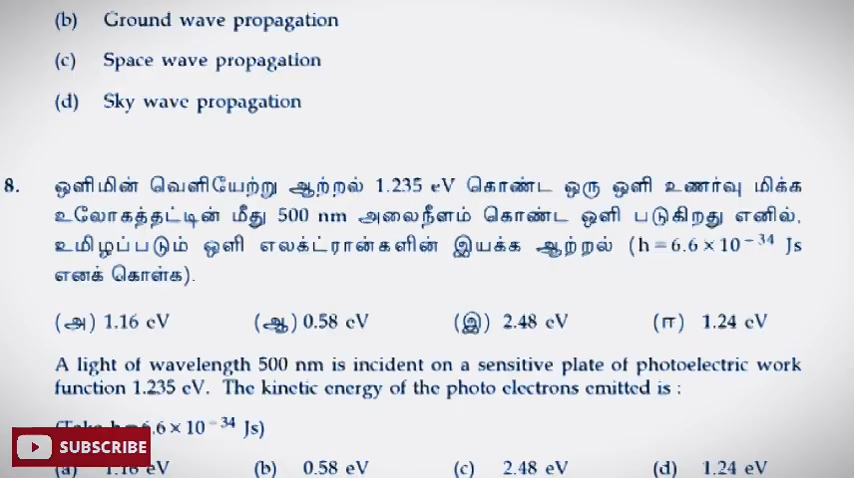 (b) Ground wave propagation
(c) Space wave propagation
(d) Sky wave propagation
8. ஒளிமின் வெளியேற்று ஆற்றல் 1.235 eV கொண்ட ஒரு ஒளி உணர்வு மிக்க
உலோகத்தட்டின் மீது 500 nm அலைநீளம் கொண்ட ஒளி படுகிறது எனில்,
உமிழப்படும் ஒளி எலக்ட்ரான்களின் இயக்க ஆற்றல் (h = 6.6 × 10⁻³⁴ Js
எனக் கொள்க).
(அ) 1.16 eV (ஆ) 0.58 eV (இ) 2.48 eV (ஈ) 1.24 eV
A light of wavelength 500 nm is incident on a sensitive plate of photoelectric work
function 1.235 eV. The kinetic energy of the photo electrons emitted is :
(Take h = 6.6 × 10⁻³⁴ Js)
SUBSCRIBE
(a) 1.16 eV (b) 0.58 eV (c) 2.48 eV (d) 1.24 eV